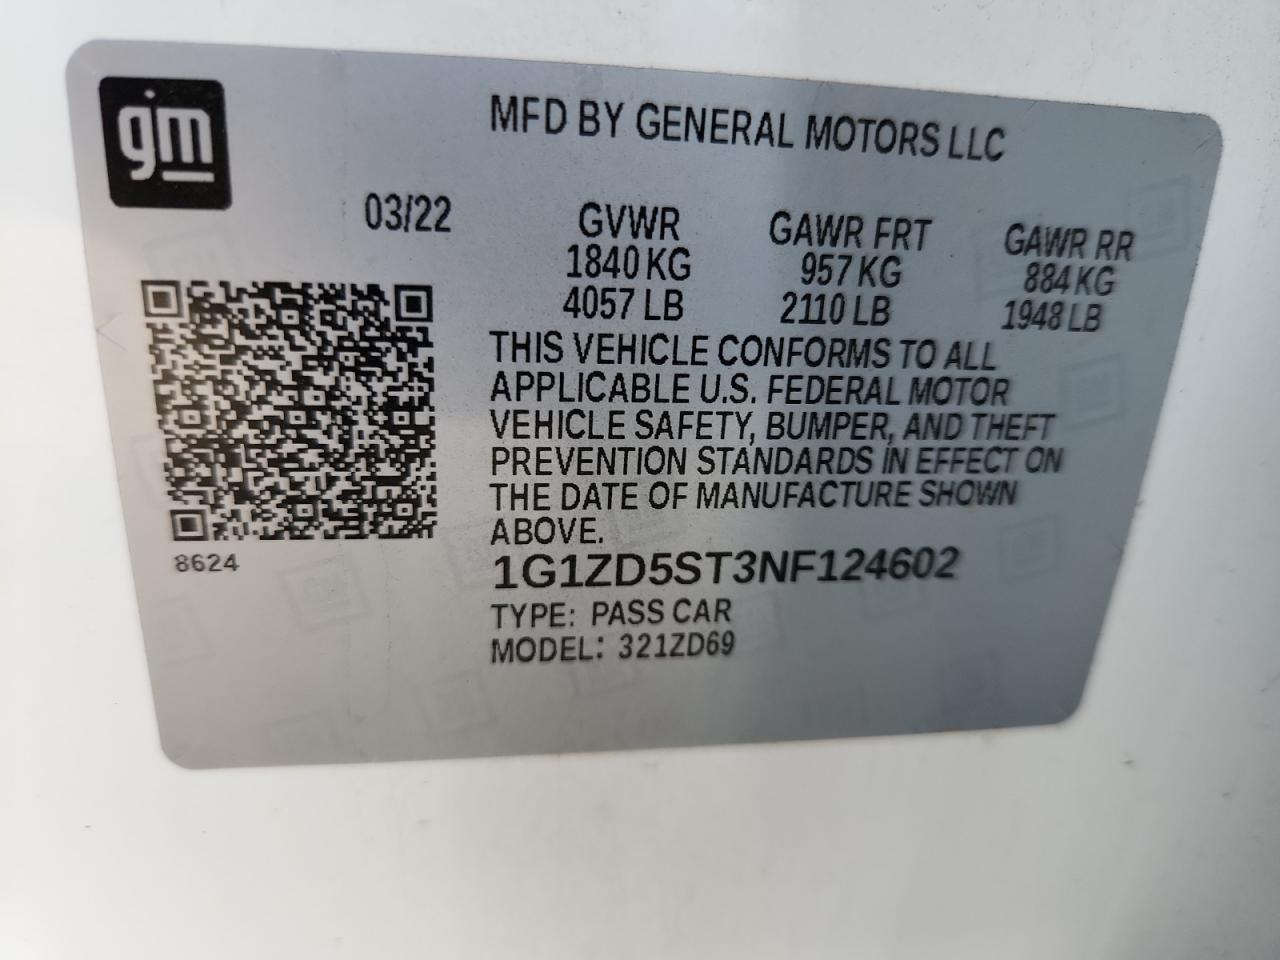 gm
MFD BY GENERAL MOTORS LLC
03/22
GVWR
1840 KG
4057 LB
GAWR FRT
957 KG
2110 LB
GAWR RR
884 KG
1948 LB
THIS VEHICLE CONFORMS TO ALL
APPLICABLE U.S. FEDERAL MOTOR
VEHICLE SAFETY, BUMPER, AND THEFT
PREVENTION STANDARDS IN EFFECT ON
THE DATE OF MANUFACTURE SHOWN
ABOVE.
8624
1G1ZD5ST3NF124602
TYPE: PASS CAR
MODEL: 321ZD69